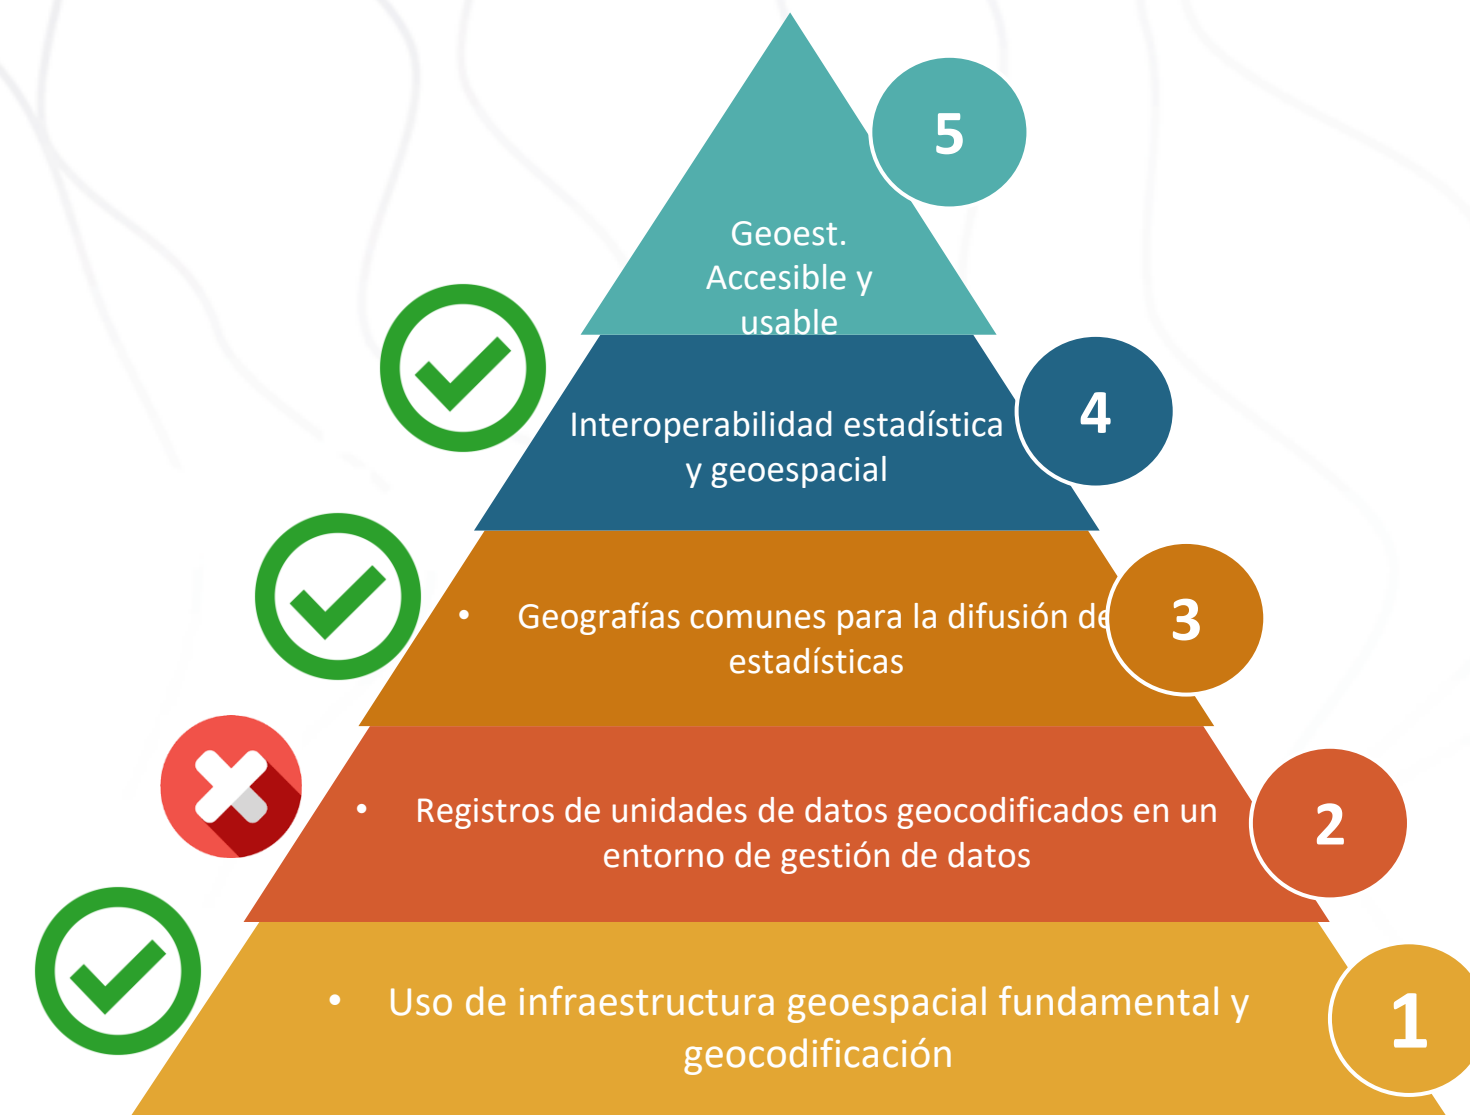 5
Geoest.
Accesible y
usable
4
Interoperabilidad estadística
y geoespacial
3
• Geografías comunes para la difusión de
estadísticas
2
• Registros de unidades de datos geocodificados en un
entorno de gestión de datos
1
• Uso de infraestructura geoespacial fundamental y
geocodificación